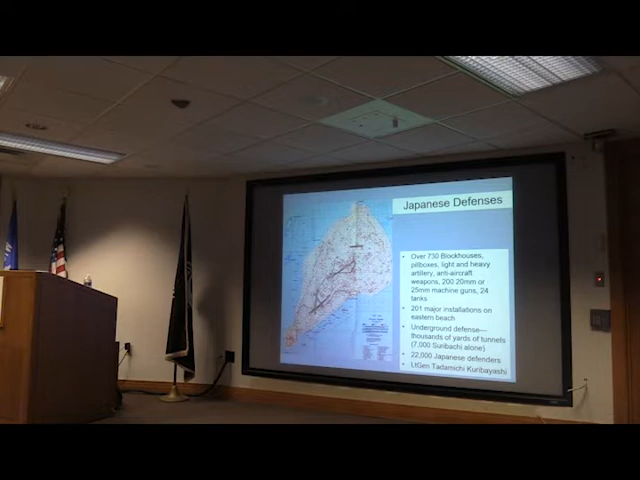 Japanese Defenses
• Over 730 Blockhouses,
pillboxes, light and heavy
artillery, anti-aircraft
weapons, 200 20mm or
25mm machine guns, 24
tanks
• 201 major installations on
eastern beach
• Underground defense—
thousands of yards of tunnels
(7,000 Suribachi alone)
• 22,000 Japanese defenders
• LtGen Tadamichi Kuribayashi